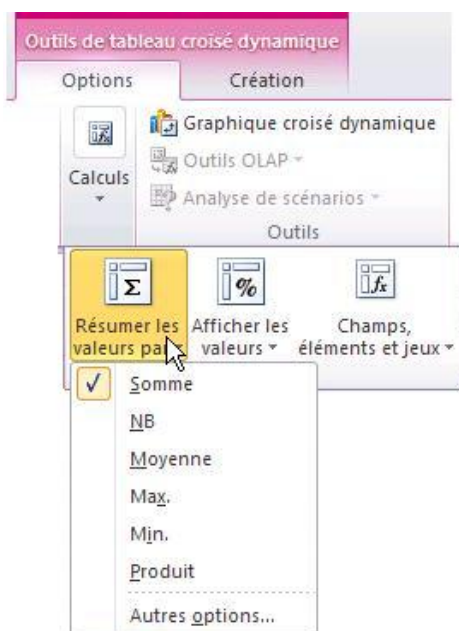 Outils de tableau croisé dynamique
Options Création
Calculs
Graphique croisé dynamique
Outils OLAP
Analyse de scénarios
Outils
Résumer les valeurs par
Afficher les valeurs
Champs, éléments et jeux
Somme
NB
Moyenne
Max.
Min.
Produit
Autres options...